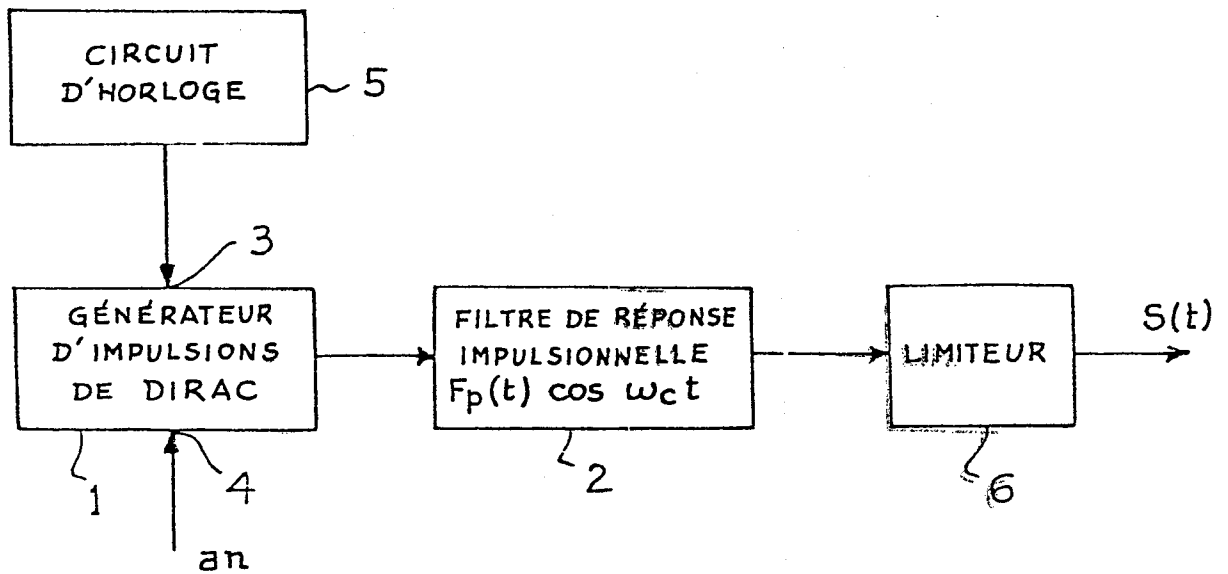 CIRCUIT
D'HORLOGE
5
3
GÉNÉRATEUR
D'IMPULSIONS
DE DIRAC
FILTRE DE RÉPONSE
IMPULSIONNELLE
Fp(t) cos ωc t
LIMITEUR
S(t)
1
4
2
6
an